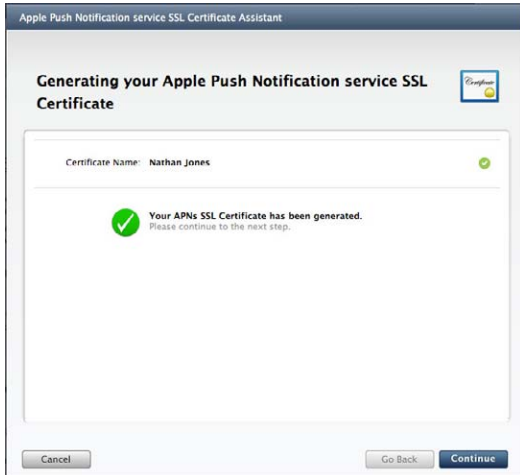 Apple Push Notification service SSL Certificate Assistant
Generating your Apple Push Notification service SSL
Certificate
Certificate
Certificate Name: Nathan Jones
Your APNs SSL Certificate has been generated.
Please continue to the next step.
Cancel
Go Back
Continue